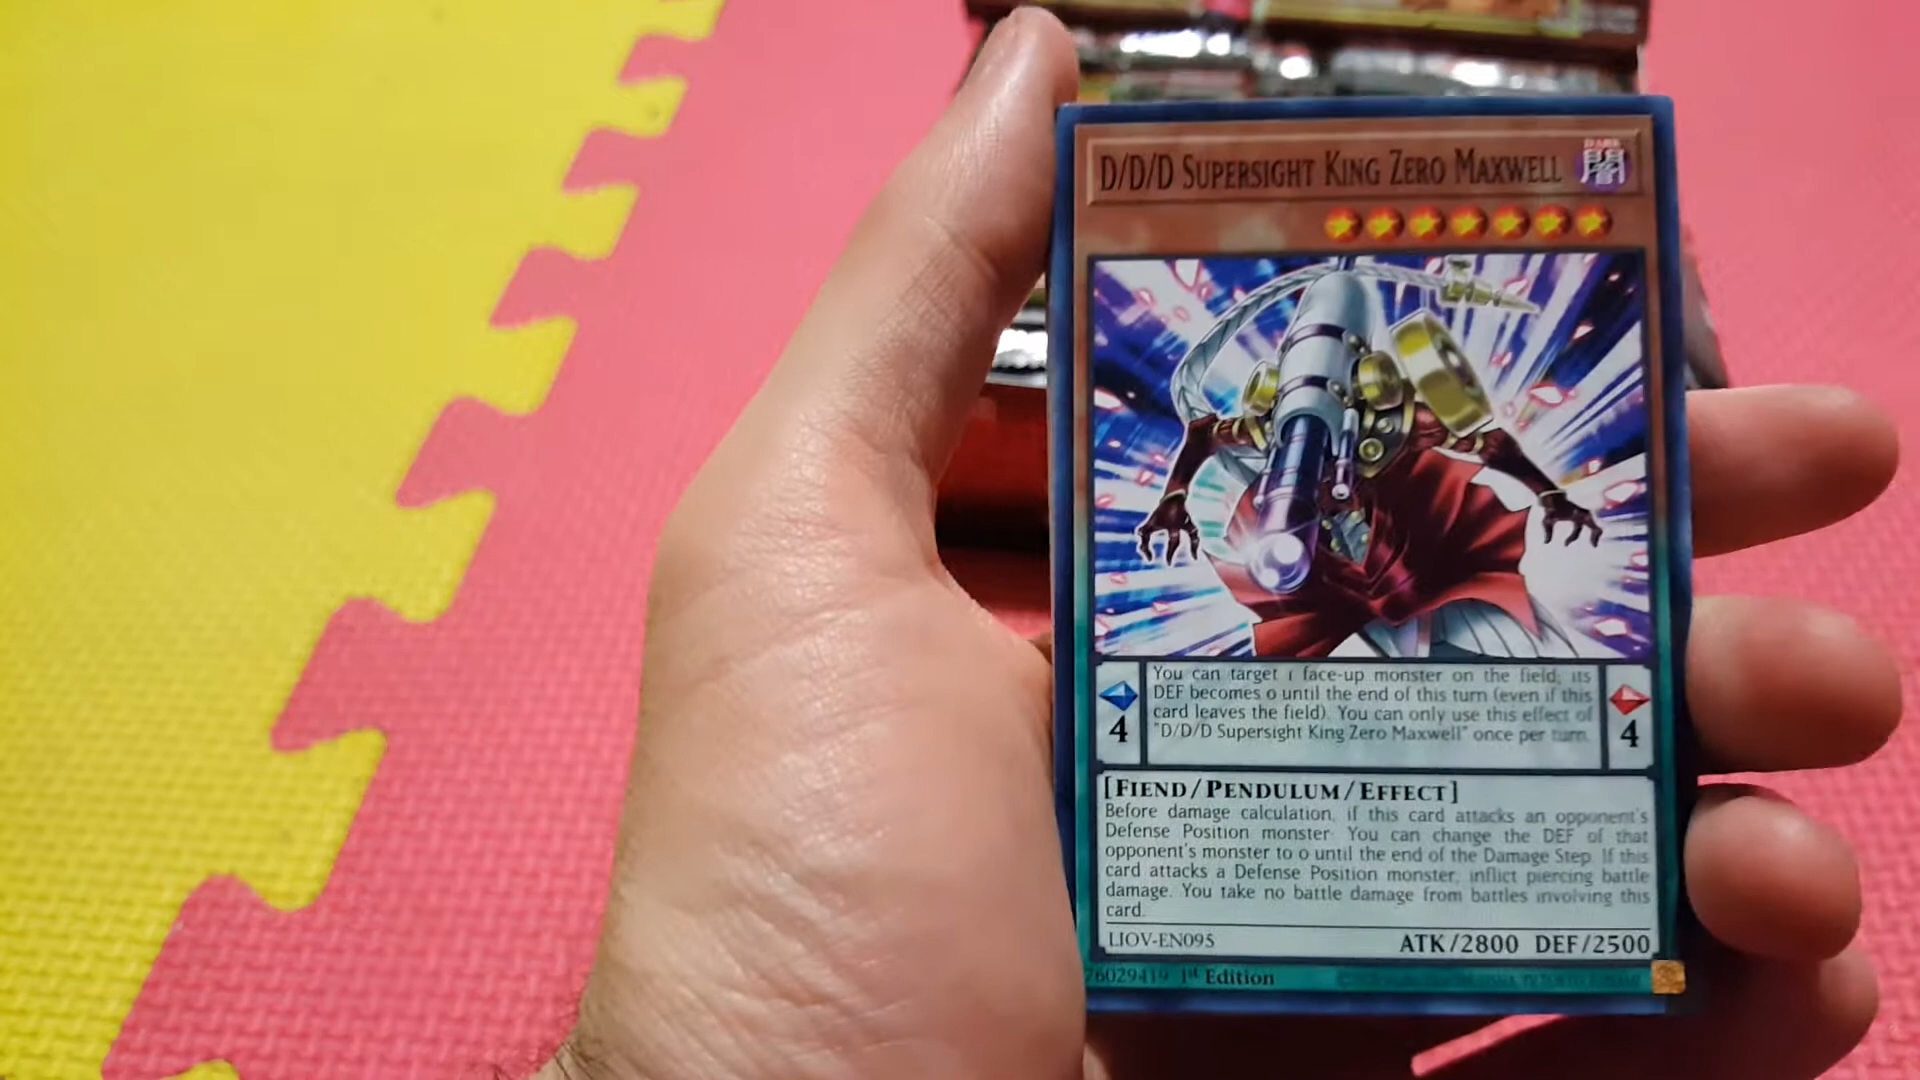 D/D/D Supersight King Zero Maxwell
DARK
闇
You can target 1 face-up monster on the field; its
DEF becomes 0 until the end of this turn (even if this
card leaves the field). You can only use this effect of
"D/D/D Supersight King Zero Maxwell" once per turn.
4
4
[Fiend/Pendulum/Effect]
Before damage calculation, if this card attacks an opponent's
Defense Position monster: You can change the DEF of that
opponent's monster to 0 until the end of the Damage Step. If this
card attacks a Defense Position monster, inflict piercing battle
damage. You take no battle damage from battles involving this
card.
LIOV-EN095
ATK/2800 DEF/2500
76029419 1st Edition